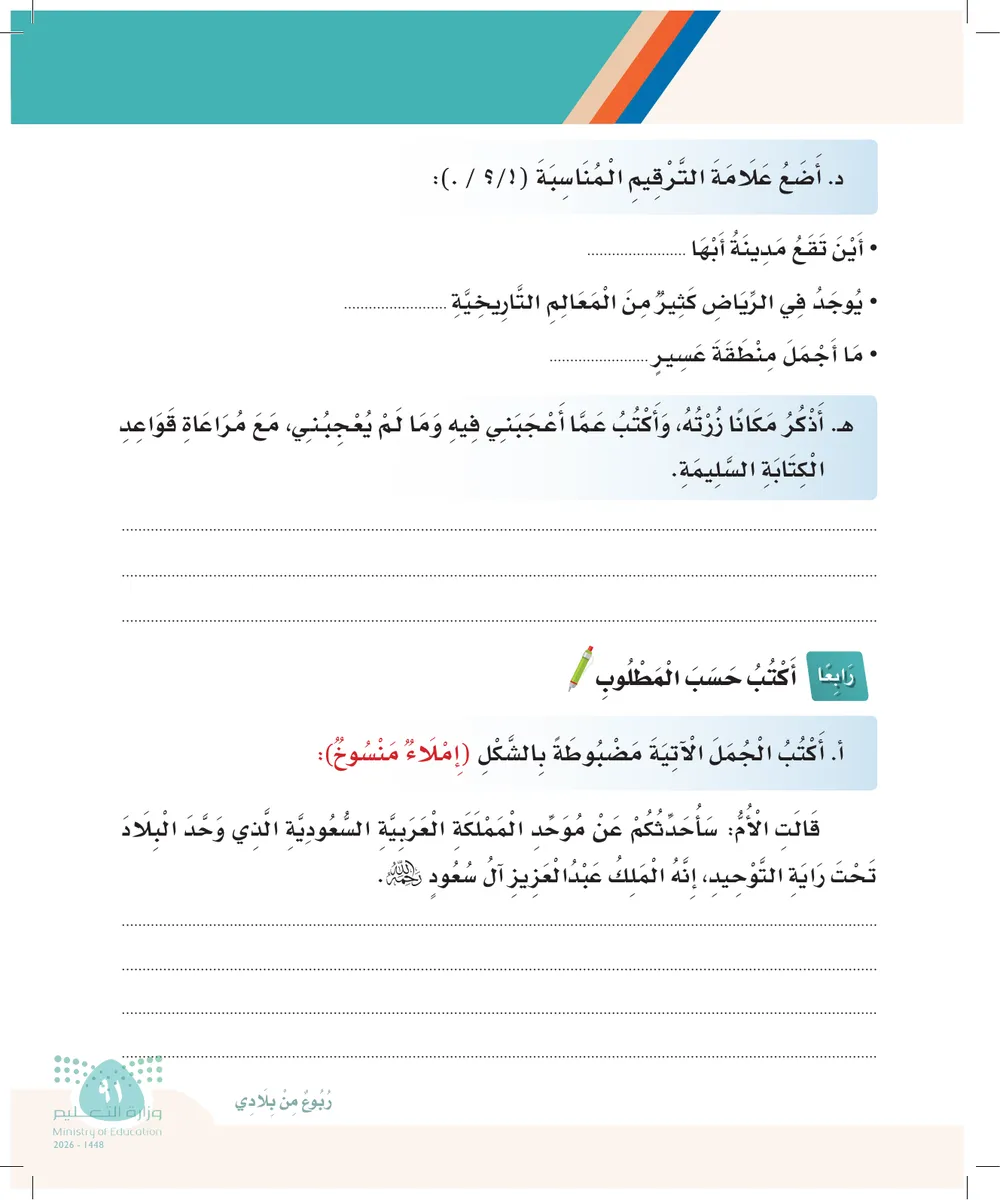 د. أَضَعُ عَلَامَةَ التَّرْقِيمِ الْمُنَاسِبَةَ (!/؟ / .):
• أَيْنَ تَقَعُ مَدِينَةُ أَبْهَا ........................
• يُوجَدُ فِي الرِّيَاضِ كَثِيرٌ مِنَ الْمَعَالِمِ التَّارِيخِيَّةِ .........................
• مَا أَجْمَلَ مِنْطَقَةَ عَسِيرٍ ........................
هـ. أَذْكُرُ مَكَانًا زُرْتُهُ، وَأَكْتُبُ عَمَّا أَعْجَبَنِي فِيهِ وَمَا لَمْ يُعْجِبْنِي، مَعَ مُرَاعَاةِ قَوَاعِدِ
الْكِتَابَةِ السَّلِيمَةِ.
رَابِعًا
أَكْتُبُ حَسَبَ الْمَطْلُوبِ
أ. أَكْتُبُ الْجُمَلَ الْآتِيَةَ مَضْبُوطَةً بِالشَّكْلِ (إِمْلَاءٌ مَنْسُوخٌ):
قَالَتِ الْأُمُّ: سَأُحَدِّثُكُمْ عَنْ مُوَحِّدِ الْمَمْلَكَةِ الْعَرَبِيَّةِ السُّعُودِيَّةِ الَّذِي وَحَّدَ الْبِلَادَ
تَحْتَ رَايَةِ التَّوْحِيدِ، إِنَّهُ الْمَلِكُ عَبْدُالْعَزِيزِ آلُ سُعُودٍ رَحِمَهُ اللَّهُ.
رُبُوعٌ مِنْ بِلَادِي
٩١
وزارة التعليم
Ministry of Education
2026 - 1448